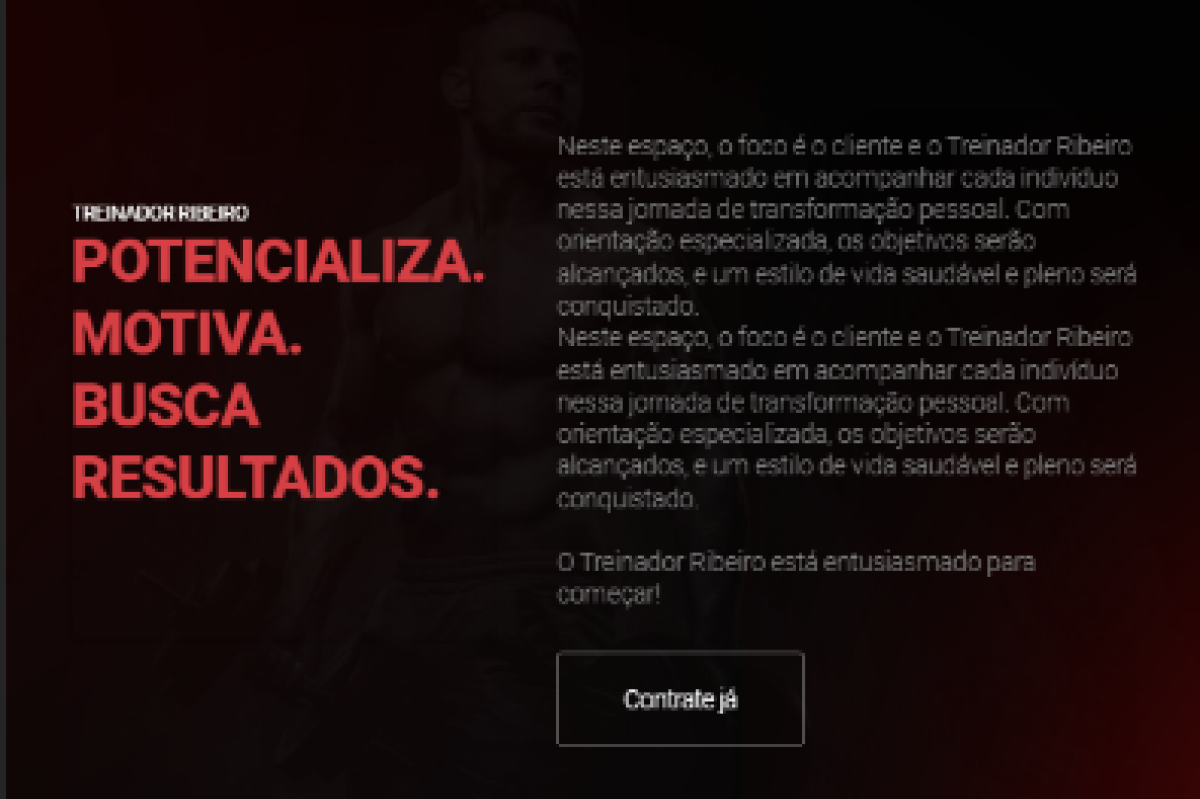 TREINADOR RIBEIRO
POTENCIALIZA.
MOTIVA.
BUSCA
RESULTADOS.
Neste espaço, o foco é o cliente e o Treinador Ribeiro
está entusiasmado em acompanhar cada indivíduo
nessa jornada de transformação pessoal. Com
orientação especializada, os objetivos serão
alcançados, e um estilo de vida saudável e pleno será
conquistado.
Neste espaço, o foco é o cliente e o Treinador Ribeiro
está entusiasmado em acompanhar cada indivíduo
nessa jornada de transformação pessoal. Com
orientação especializada, os objetivos serão
alcançados, e um estilo de vida saudável e pleno será
conquistado.
O Treinador Ribeiro está entusiasmado para
começar!
Contrate já